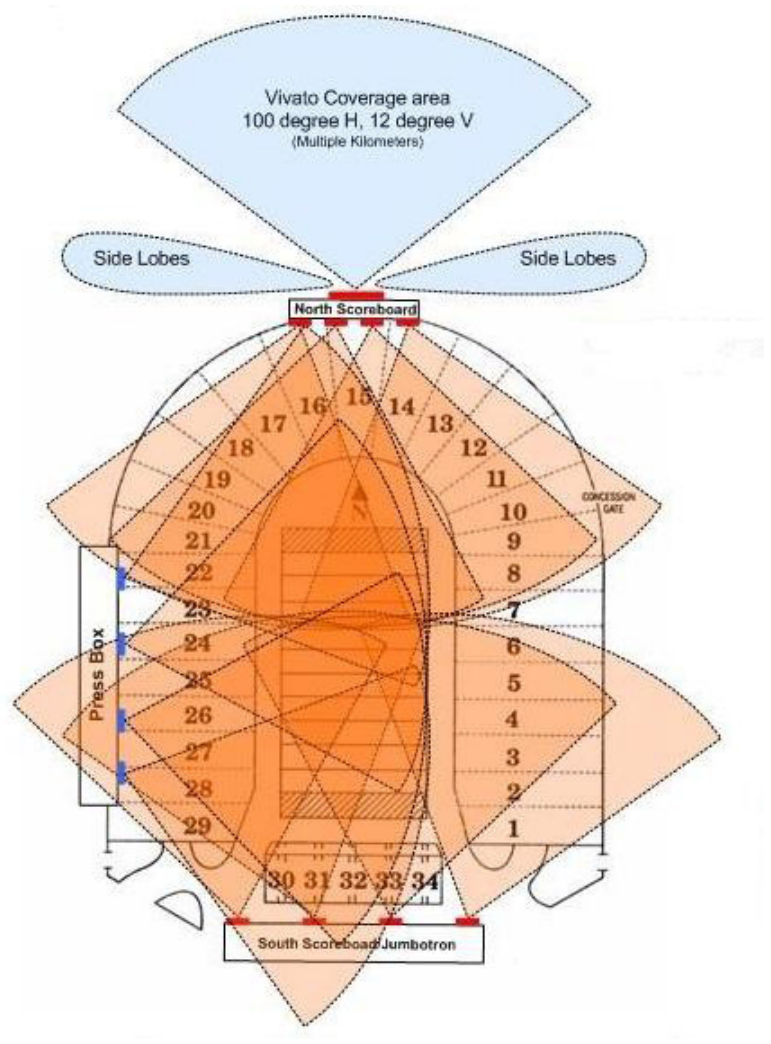 Vivato Coverage area
100 degree H, 12 degree V
(Multiple Kilometers)
Side Lobes
Side Lobes
North Scoreboard
15
16
14
17
13
18
12
19
11
20
10
CONCESSION
GATE
N
21
9
22
8
23
7
24
6
25
5
26
4
27
3
28
2
29
1
Press Box
30 31 32 33 34
South Scoreboad/Jumbotron